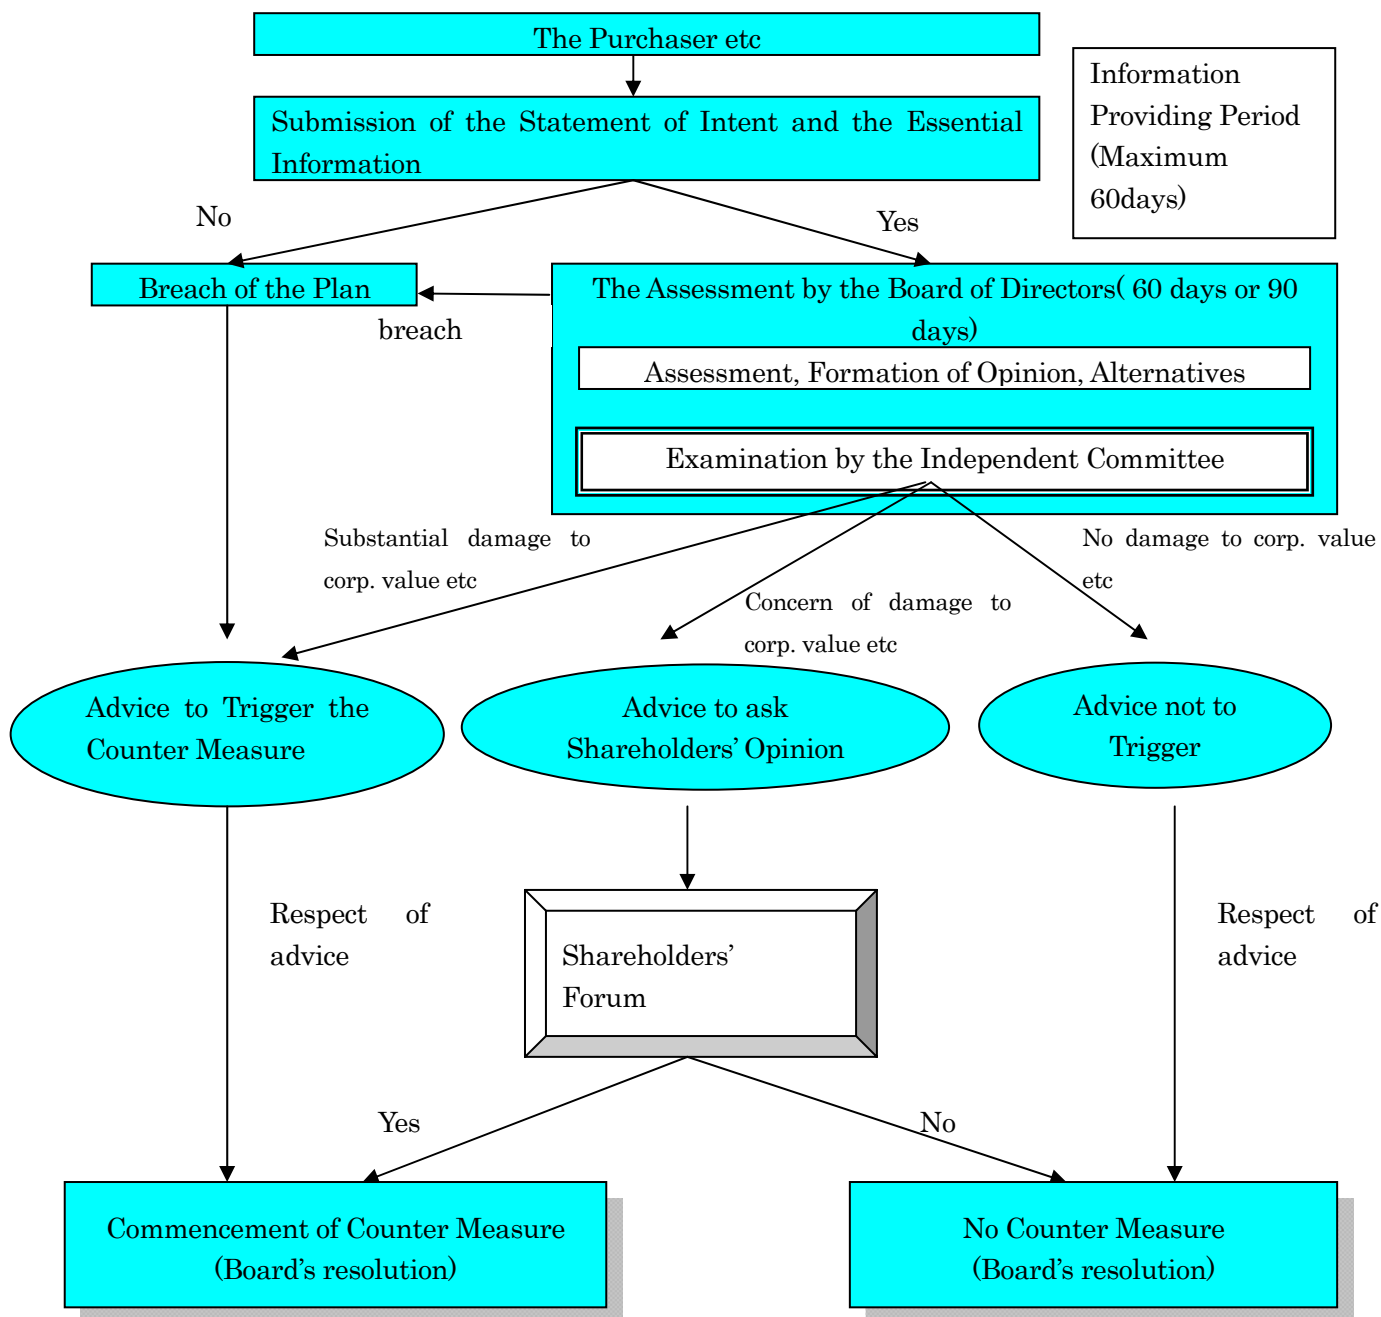 The Purchaser etc
Information
Providing Period
(Maximum
60days)
Submission of the Statement of Intent and the Essential
Information
No
Yes
Breach of the Plan
breach
The Assessment by the Board of Directors( 60 days or 90
days)
Assessment, Formation of Opinion, Alternatives
Examination by the Independent Committee
Substantial damage to
corp. value etc
Concern of damage to
corp. value etc
No damage to corp. value
etc
Advice to Trigger the
Counter Measure
Advice to ask
Shareholders’ Opinion
Advice not to
Trigger
Respect of
advice
Shareholders’
Forum
Respect of
advice
Yes
No
Commencement of Counter Measure
(Board’s resolution)
No Counter Measure
(Board’s resolution)